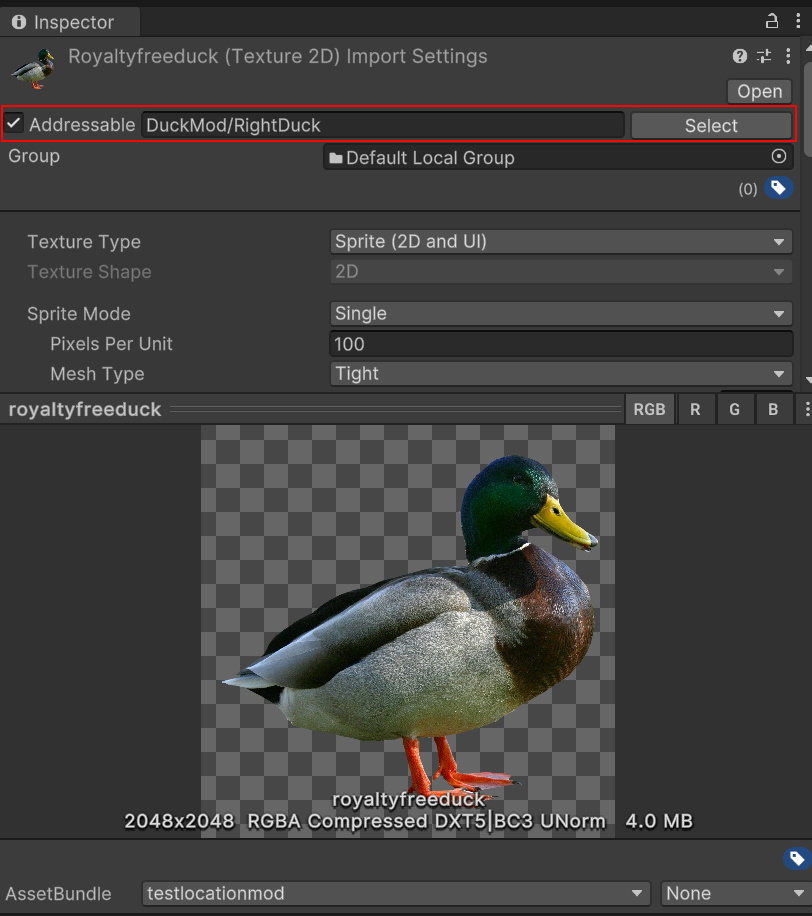 Inspector
Royaltyfreeduck (Texture 2D) Import Settings
Open
Addressable DuckMod/RightDuck Select
Group Default Local Group
(0)
Texture Type Sprite (2D and UI)
Texture Shape 2D
Sprite Mode Single
Pixels Per Unit 100
Mesh Type Tight
royaltyfreeduck RGB R G B
royaltyfreeduck
2048x2048 RGBA Compressed DXT5|BC3 UNorm 4.0 MB
AssetBundle testlocationmod None